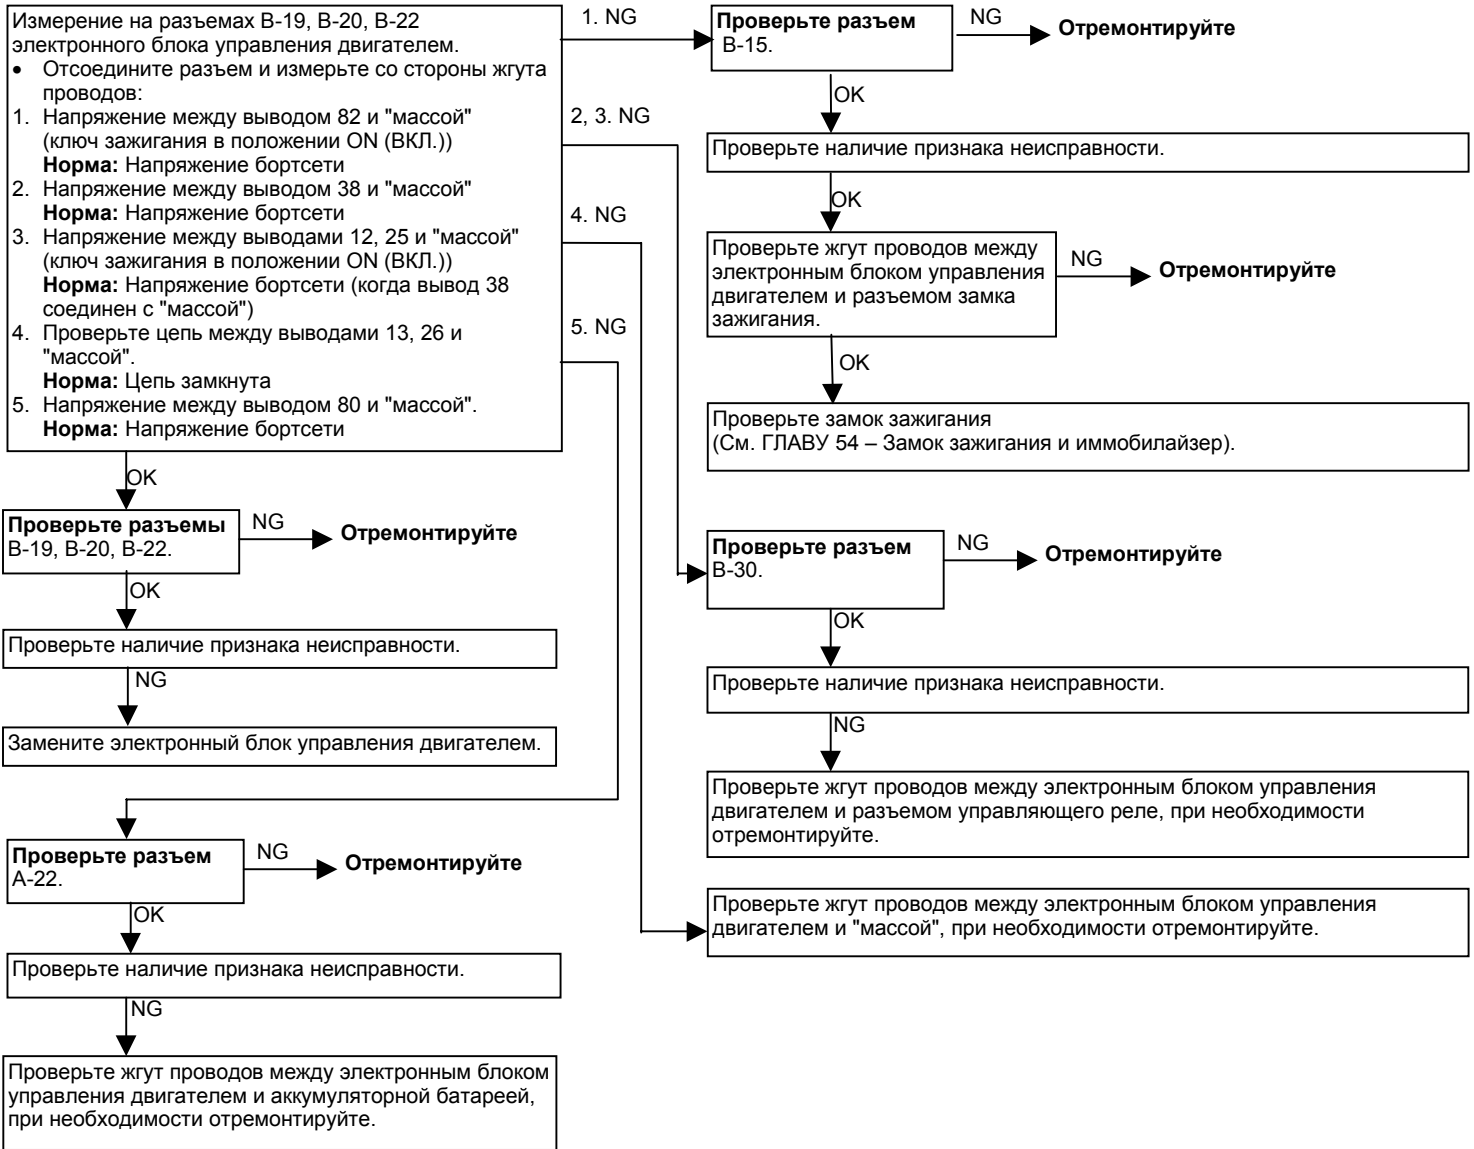 Измерение на разъемах B-19, B-20, B-22
электронного блока управления двигателем.
• Отсоедините разъем и измерьте со стороны жгута
проводов:
1. Напряжение между выводом 82 и "массой"
(ключ зажигания в положении ON (ВКЛ.))
Норма: Напряжение бортсети
2. Напряжение между выводом 38 и "массой"
Норма: Напряжение бортсети
3. Напряжение между выводами 12, 25 и "массой"
(ключ зажигания в положении ON (ВКЛ.))
Норма: Напряжение бортсети (когда вывод 38
соединен с "массой")
4. Проверьте цепь между выводами 13, 26 и
"массой".
Норма: Цепь замкнута
5. Напряжение между выводом 80 и "массой".
Норма: Напряжение бортсети
1. NG
Проверьте разъем
B-15.
NG
Отремонтируйте
OK
Проверьте наличие признака неисправности.
OK
Проверьте жгут проводов между
электронным блоком управления
двигателем и разъемом замка
зажигания.
NG
Отремонтируйте
OK
Проверьте замок зажигания
(См. ГЛАВУ 54 – Замок зажигания и иммобилайзер).
2, 3. NG
Проверьте разъем
B-30.
NG
Отремонтируйте
OK
Проверьте наличие признака неисправности.
NG
Проверьте жгут проводов между электронным блоком управления
двигателем и разъемом управляющего реле, при необходимости
отремонтируйте.
4. NG
Проверьте жгут проводов между электронным блоком управления
двигателем и "массой", при необходимости отремонтируйте.
5. NG
OK
Проверьте разъемы
B-19, B-20, B-22.
NG
Отремонтируйте
OK
Проверьте наличие признака неисправности.
NG
Замените электронный блок управления двигателем.
Проверьте разъем
A-22.
NG
Отремонтируйте
OK
Проверьте наличие признака неисправности.
NG
Проверьте жгут проводов между электронным блоком
управления двигателем и аккумуляторной батареей,
при необходимости отремонтируйте.